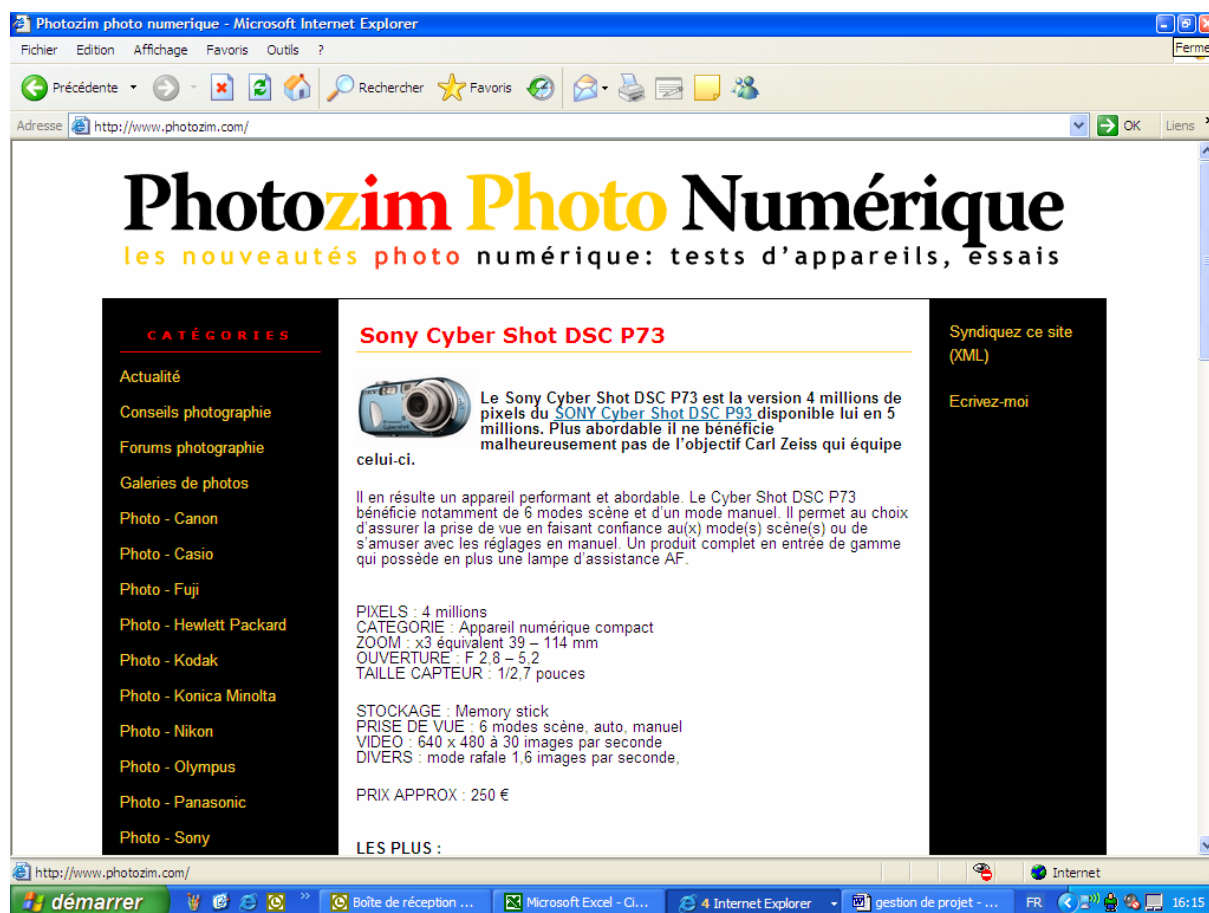 Photozim photo numerique - Microsoft Internet Explorer
Fichier Edition Affichage Favoris Outils ?
Ferme
Précédente Rechercher Favoris
Adresse http://www.photozim.com/ OK Liens
Photozim Photo Numérique
les nouveautés photo numérique: tests d'appareils, essais
CATÉGORIES
Actualité
Conseils photographie
Forums photographie
Galeries de photos
Photo - Canon
Photo - Casio
Photo - Fuji
Photo - Hewlett Packard
Photo - Kodak
Photo - Konica Minolta
Photo - Nikon
Photo - Olympus
Photo - Panasonic
Photo - Sony
Sony Cyber Shot DSC P73
Le Sony Cyber Shot DSC P73 est la version 4 millions de
pixels du SONY Cyber Shot DSC P93 disponible lui en 5
millions. Plus abordable il ne bénéficie
malheureusement pas de l'objectif Carl Zeiss qui équipe
celui-ci.
Il en résulte un appareil performant et abordable. Le Cyber Shot DSC P73
bénéficie notamment de 6 modes scène et d'un mode manuel. Il permet au choix
d'assurer la prise de vue en faisant confiance au(x) mode(s) scène(s) ou de
s'amuser avec les réglages en manuel. Un produit complet en entrée de gamme
qui possède en plus une lampe d'assistance AF.
PIXELS : 4 millions
CATEGORIE : Appareil numérique compact
ZOOM : x3 équivalent 39 – 114 mm
OUVERTURE : F 2,8 – 5,2
TAILLE CAPTEUR : 1/2,7 pouces
STOCKAGE : Memory stick
PRISE DE VUE : 6 modes scène, auto, manuel
VIDEO : 640 x 480 à 30 images par seconde
DIVERS : mode rafale 1,6 images par seconde,
PRIX APPROX : 250 €
LES PLUS :
Syndiquez ce site
(XML)
Ecrivez-moi
http://www.photozim.com/ Internet
démarrer Boîte de réception ... Microsoft Excel - Ci... 4 Internet Explorer gestion de projet - ... FR 16:15